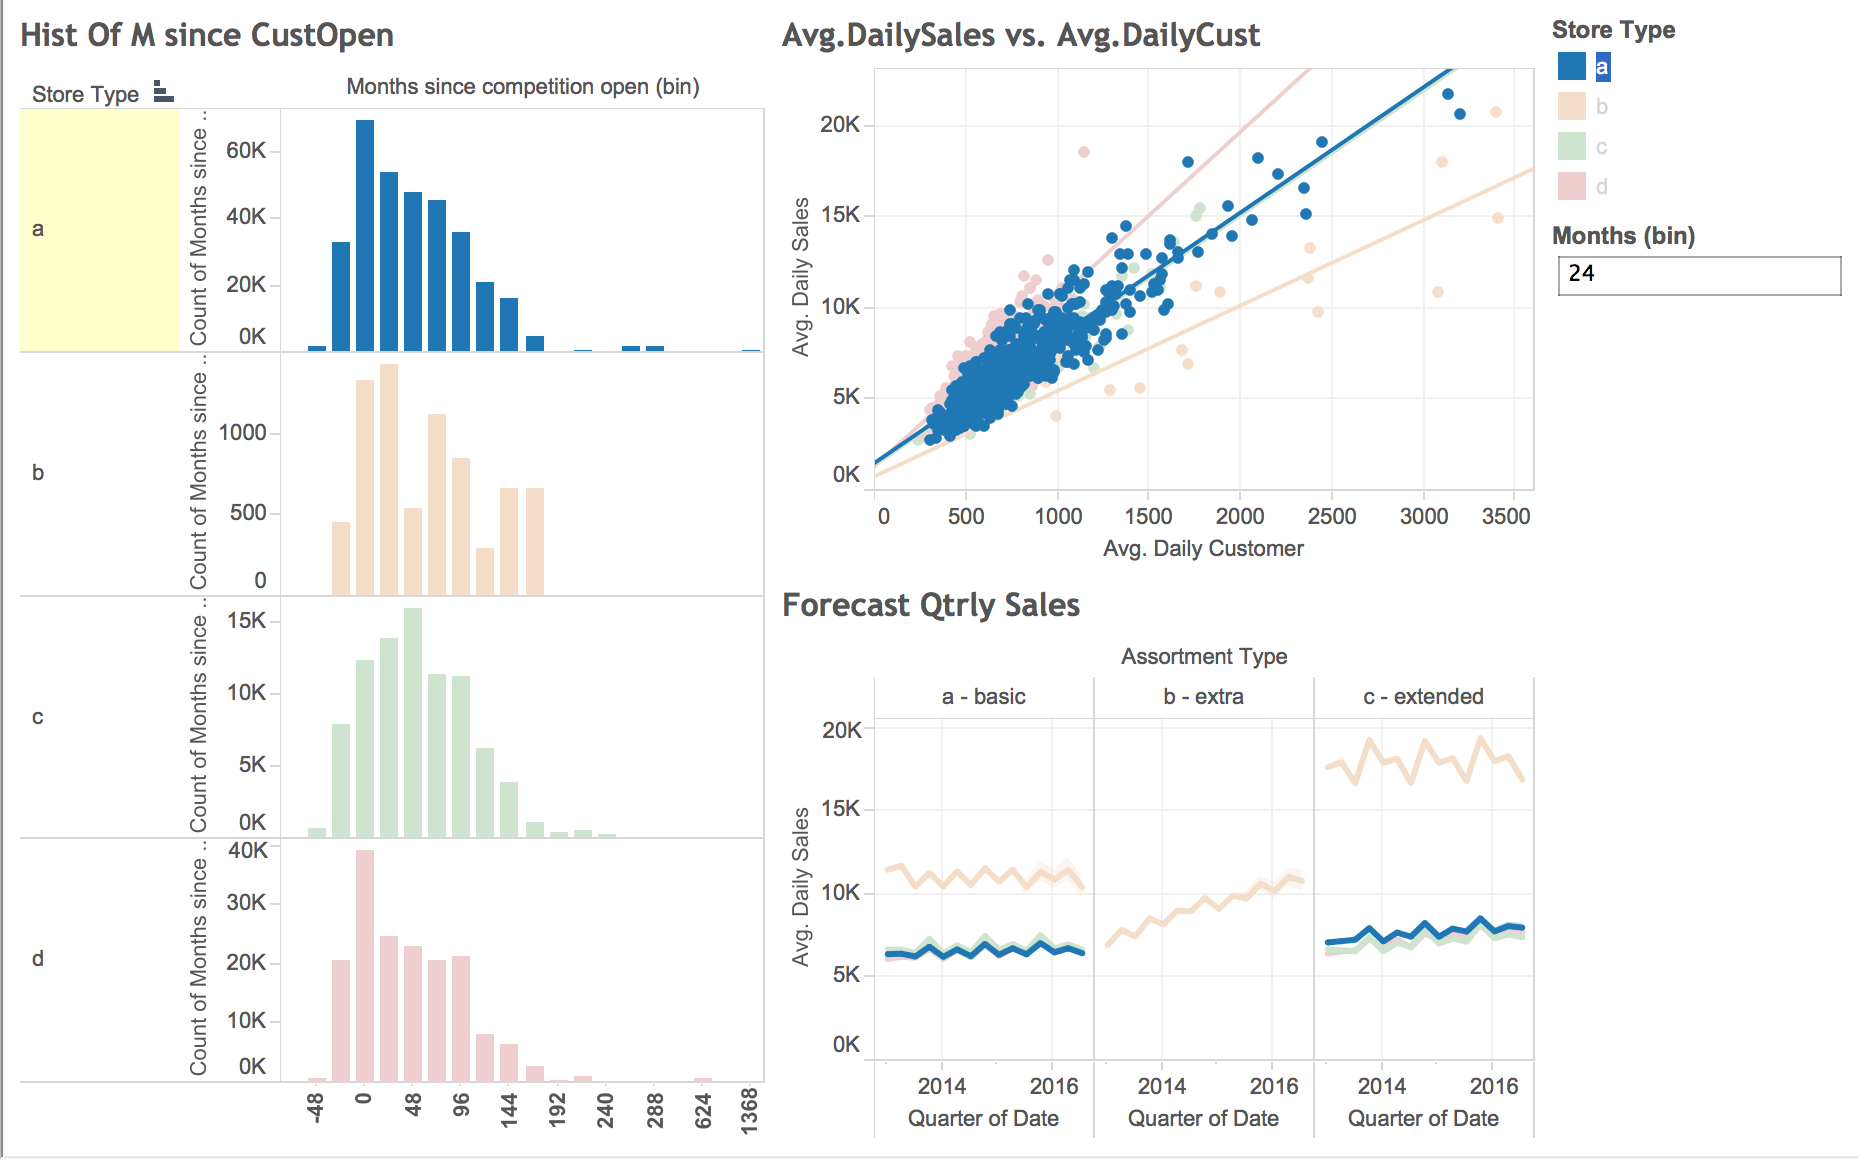 Hist Of M since CustOpen
Store Type
Months since competition open (bin)
a
Count of Months since ..
60K
40K
20K
0K
b
Count of Months since ..
1000
500
0
c
Count of Months since ..
15K
10K
5K
0K
d
Count of Months since ..
40K
30K
20K
10K
0K
-48
0
48
96
144
192
240
288
624
1368
Avg.DailySales vs. Avg.DailyCust
Avg. Daily Sales
20K
15K
10K
5K
0K
0 500 1000 1500 2000 2500 3000 3500
Avg. Daily Customer
Forecast Qtrly Sales
Assortment Type
a - basic b - extra c - extended
Avg. Daily Sales
20K
15K
10K
5K
0K
2014 2016 2014 2016 2014 2016
Quarter of Date Quarter of Date Quarter of Date
Store Type
a
b
c
d
Months (bin)
24